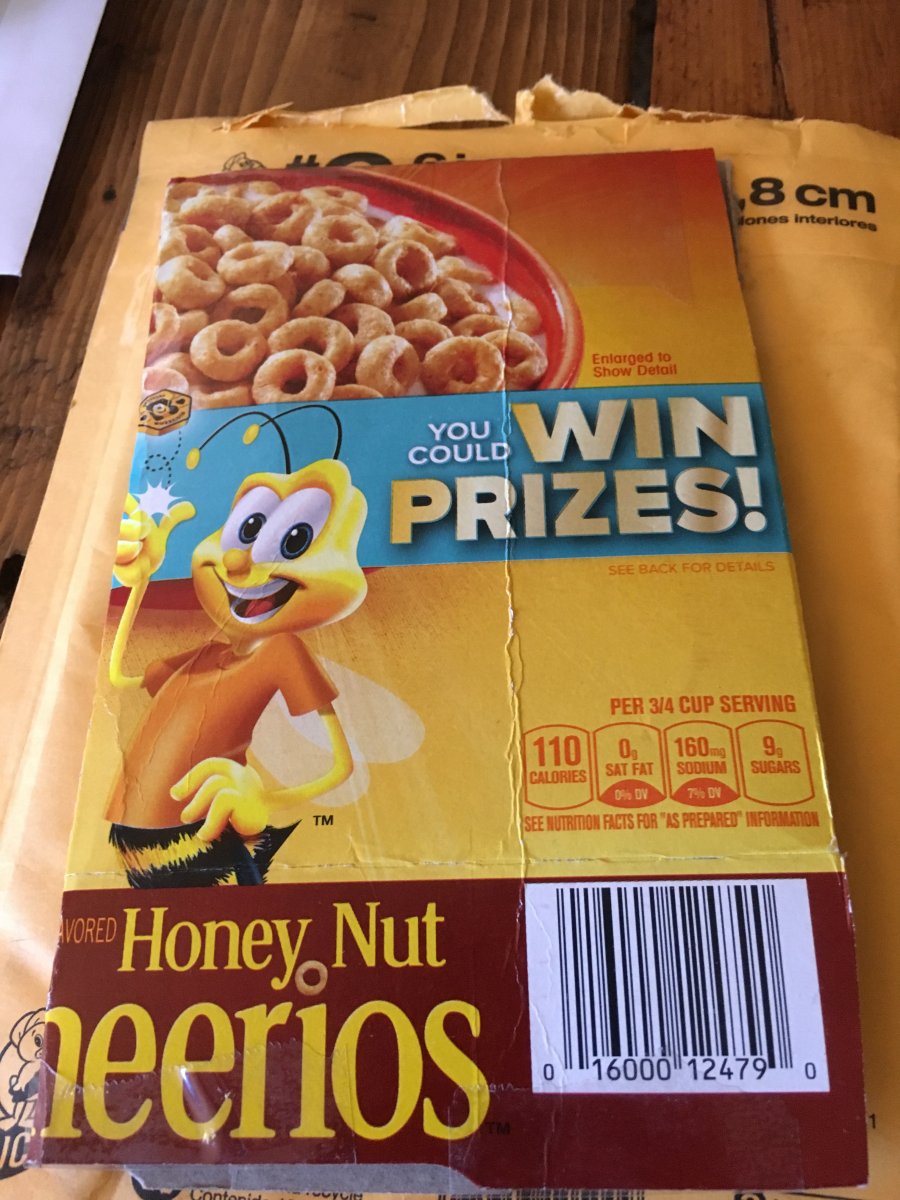 ,8 cm
iones interiores
Enlarged to
Show Detail
YOU
COULD WIN
PRIZES!
SEE BACK FOR DETAILS
PER 3/4 CUP SERVING
110
CALORIES
0g
SAT FAT
0% DV
160mg
SODIUM
7% DV
9g
SUGARS
SEE NUTRITION FACTS FOR "AS PREPARED" INFORMATION
TM
AVORED
Honey Nut
heerios
TM
0 16000 12479 0
1